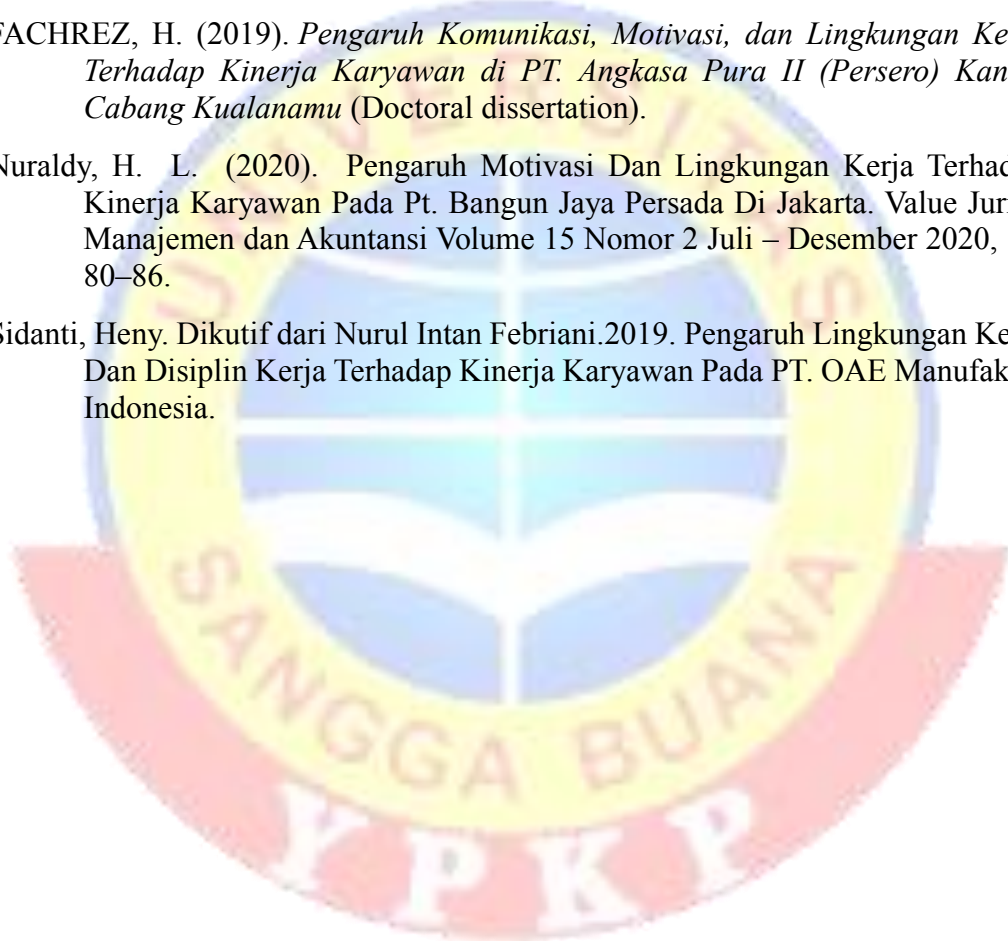 FACHREZ, H. (2019). Pengaruh Komunikasi, Motivasi, dan Lingkungan Ke
Terhadap Kinerja Karyawan di PT. Angkasa Pura II (Persero) Kan
Cabang Kualanamu (Doctoral dissertation).
Nuraldy, H. L. (2020). Pengaruh Motivasi Dan Lingkungan Kerja Terhad
Kinerja Karyawan Pada Pt. Bangun Jaya Persada Di Jakarta. Value Jur
Manajemen dan Akuntansi Volume 15 Nomor 2 Juli – Desember 2020,
80–86.
Sidanti, Heny. Dikutif dari Nurul Intan Febriani.2019. Pengaruh Lingkungan Ke
Dan Disiplin Kerja Terhadap Kinerja Karyawan Pada PT. OAE Manufak
Indonesia.
UNIVERSITAS
SANGGA BUANA
YPKP